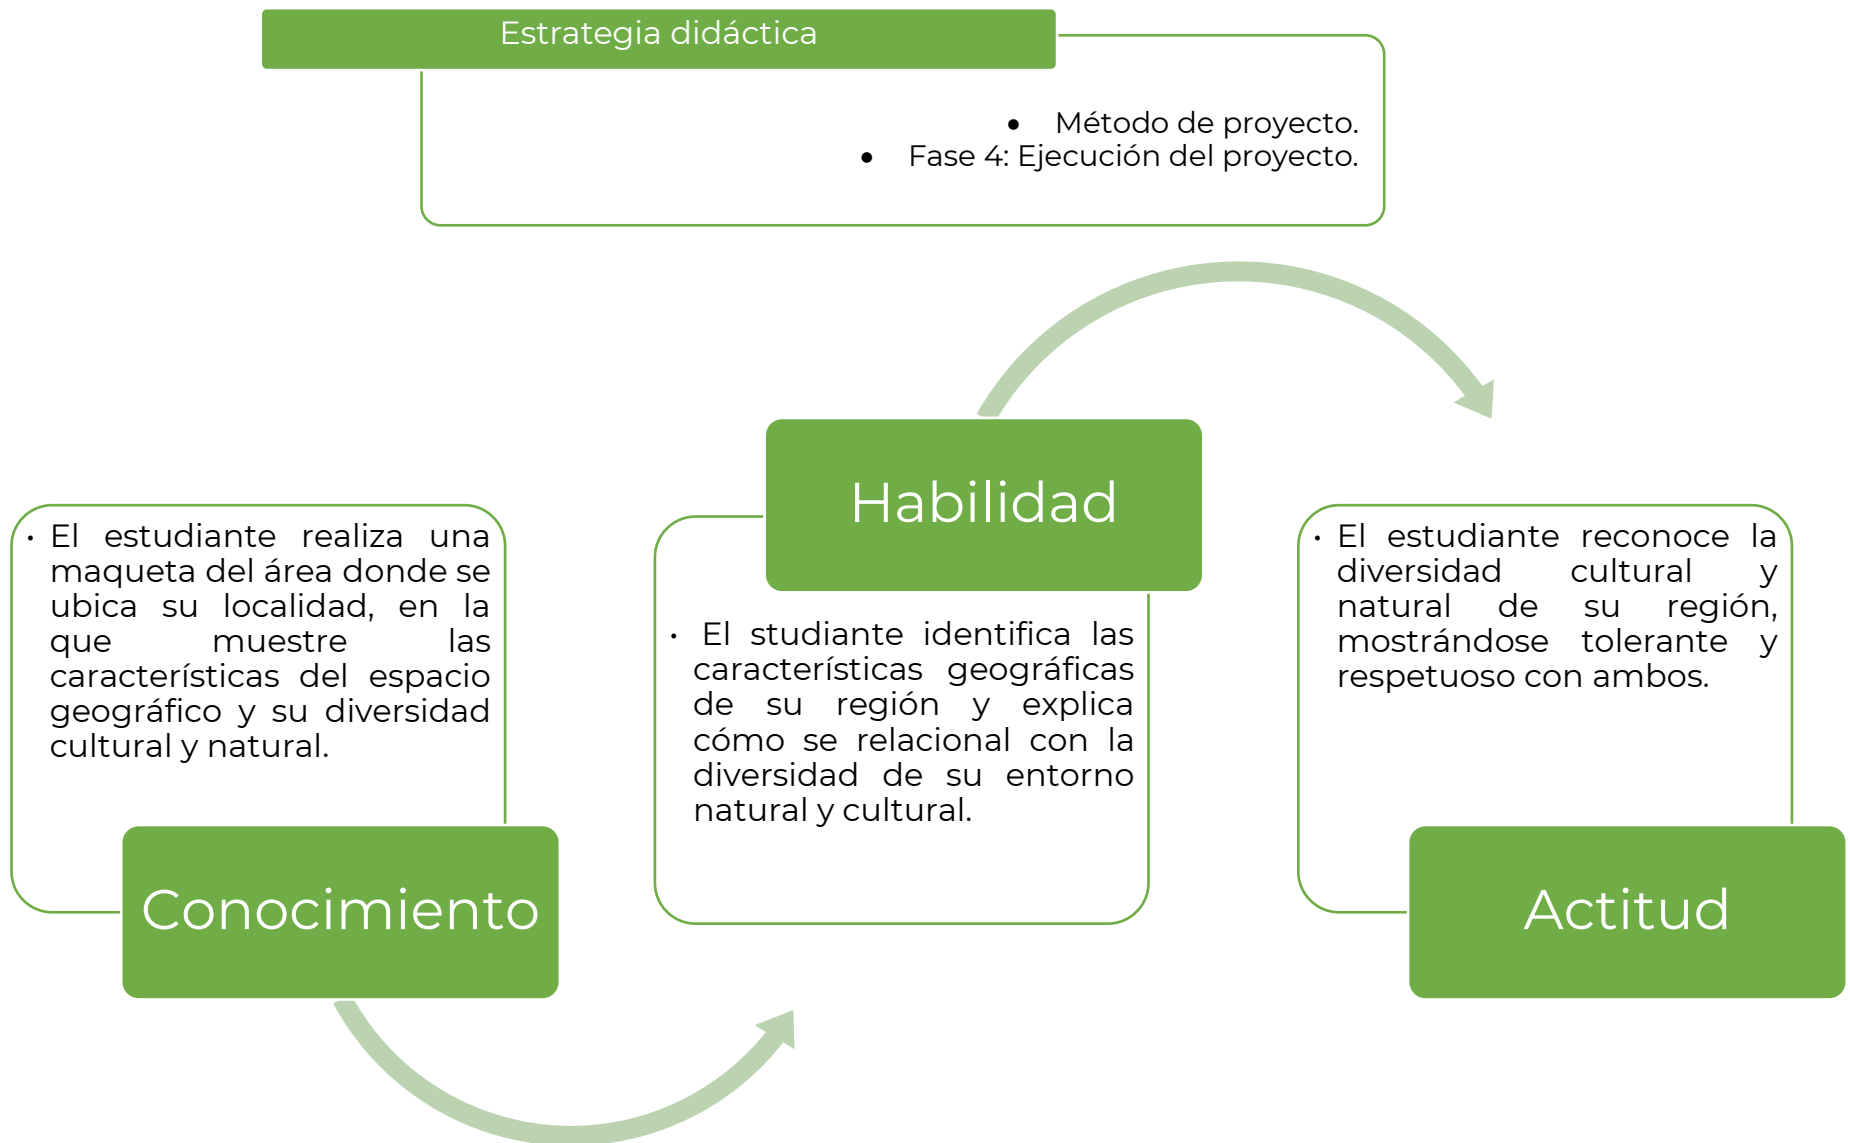 Estrategia didáctica
• Método de proyecto.
• Fase 4: Ejecución del proyecto.
• El estudiante realiza una
maqueta del área donde se
ubica su localidad, en la
que muestre las
características del espacio
geográfico y su diversidad
cultural y natural.
Conocimiento
Habilidad
• El studiante identifica las
características geográficas
de su región y explica
cómo se relacional con la
diversidad de su entorno
natural y cultural.
• El estudiante reconoce la
diversidad cultural y
natural de su región,
mostrándose tolerante y
respetuoso con ambos.
Actitud